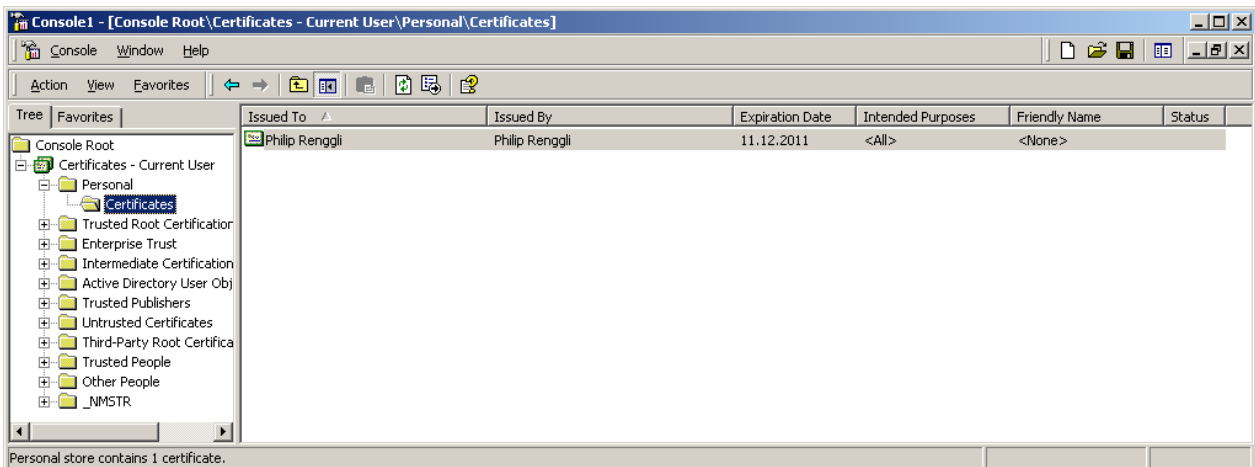 Console1 - [Console Root\Certificates - Current User\Personal\Certificates]
Console Window Help
Action View Favorites
Tree Favorites
Issued To Issued By Expiration Date Intended Purposes Friendly Name Status
Philip Renggli Philip Renggli 11.12.2011 <All> <None>
Console Root
Certificates - Current User
Personal
Certificates
Trusted Root Certification
Enterprise Trust
Intermediate Certification
Active Directory User Obj
Trusted Publishers
Untrusted Certificates
Third-Party Root Certifica
Trusted People
Other People
_NMSTR
Personal store contains 1 certificate.